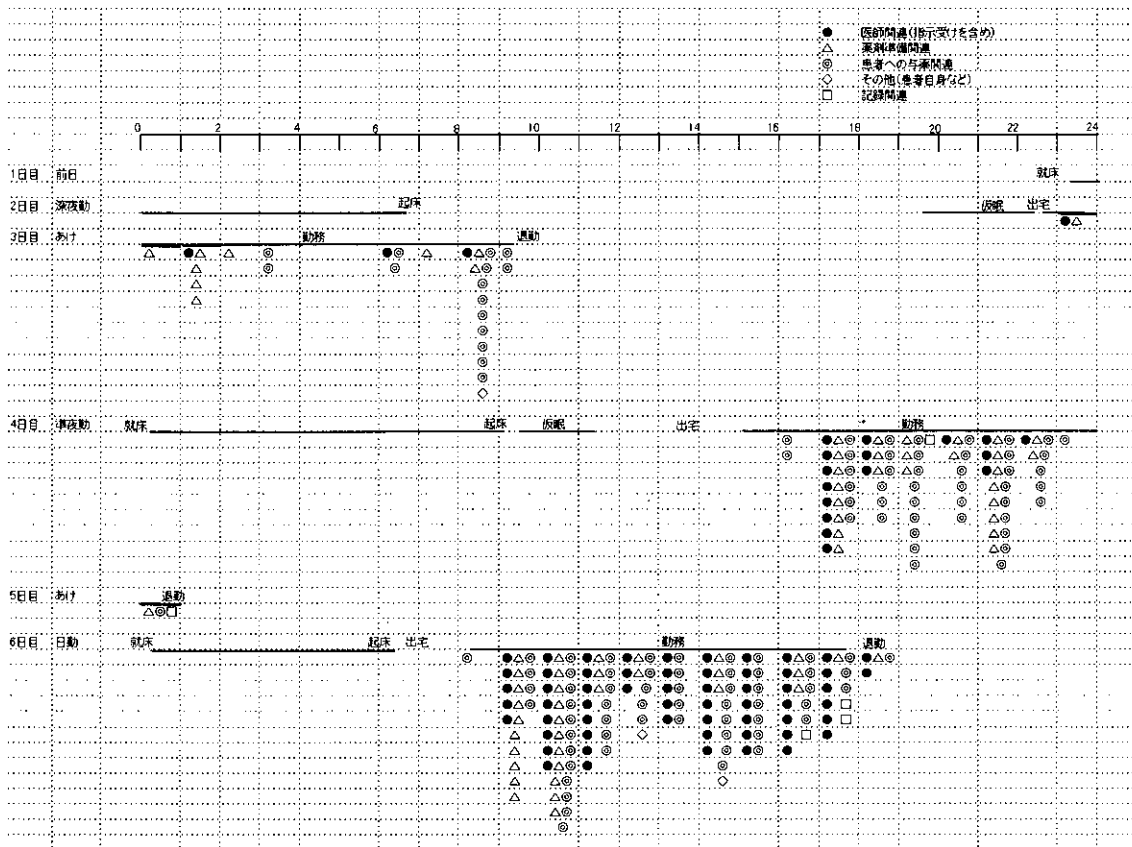 ● 医師関連(指示受けを含め)
△ 薬剤準備関連
◎ 患者への与薬関連
◇ その他(患者自身など)
□ 記録関連
0 2 4 6 8 10 12 14 16 18 20 22 24
1日目 前日 就床
2日目 深夜勤 起床 仮眠 出宅
3日目 あけ 勤務 退勤
4日目 準夜勤 就床 起床 仮眠 出宅 勤務
5日目 あけ 退勤
6日目 日勤 就床 起床 出宅 勤務 退勤